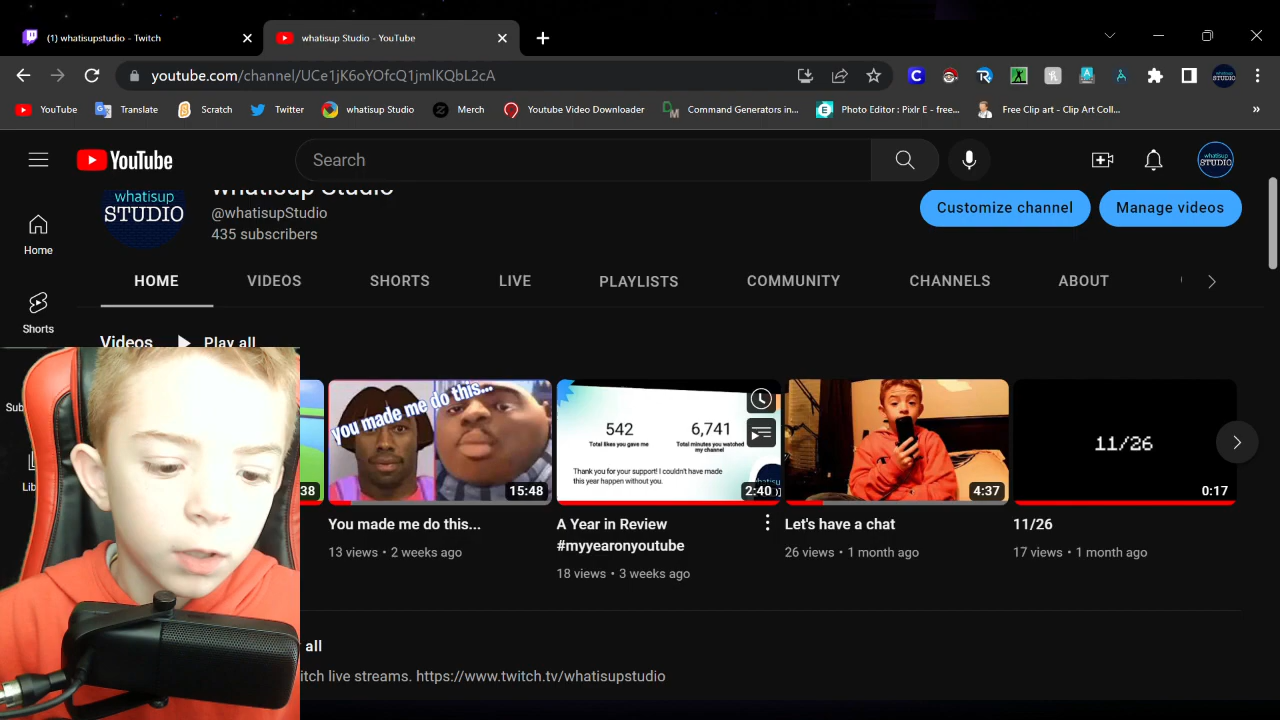 (1) whatisupstudio - Twitch
whatisup Studio - YouTube
youtube.com/channel/UCe1jK6oYOfcQ1jmlKQbL2cA
YouTube
Translate
Scratch
Twitter
whatisup Studio
Merch
Youtube Video Downloader
Command Generators in...
Photo Editor : Pixlr E - free...
Free Clip art - Clip Art Coll...
»
YouTube
Search
whatisup
STUDIO
Home
Shorts
whatisup
STUDIO
whatisup Studio
@whatisupStudio
435 subscribers
Customize channel
Manage videos
HOME
VIDEOS
SHORTS
LIVE
PLAYLISTS
COMMUNITY
CHANNELS
ABOUT
Videos
Play all
38
you made me do this...
15:48
You made me do this...
13 views • 2 weeks ago
542
Total likes you gave me
6,741
Total minutes you watched
my channel
Thank you for your support! I couldn't have made
this year happen without you.
2:40
A Year in Review
#myyearonyoutube
18 views • 3 weeks ago
4:37
Let's have a chat
26 views • 1 month ago
11/26
0:17
11/26
17 views • 1 month ago
all
itch live streams. https://www.twitch.tv/whatisupstudio